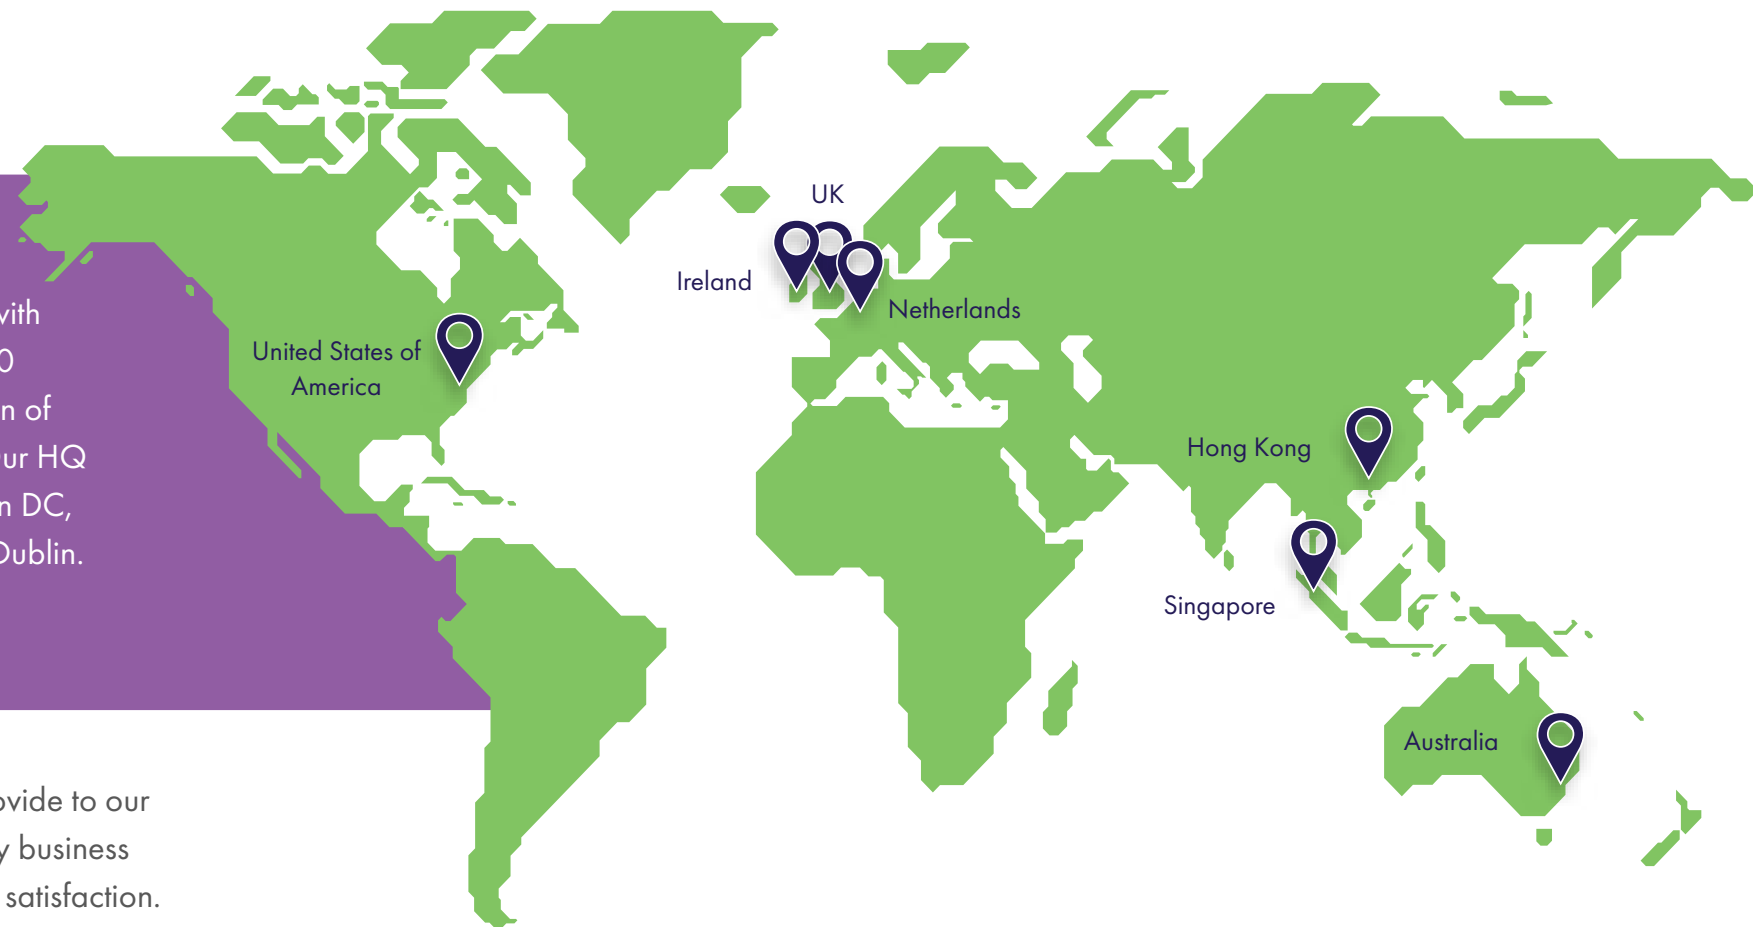 with
0
n of
ur HQ
n DC,
Dublin.
ovide to our
y business
satisfaction.
UK
Ireland
Netherlands
United States of
America
Hong Kong
Singapore
Australia